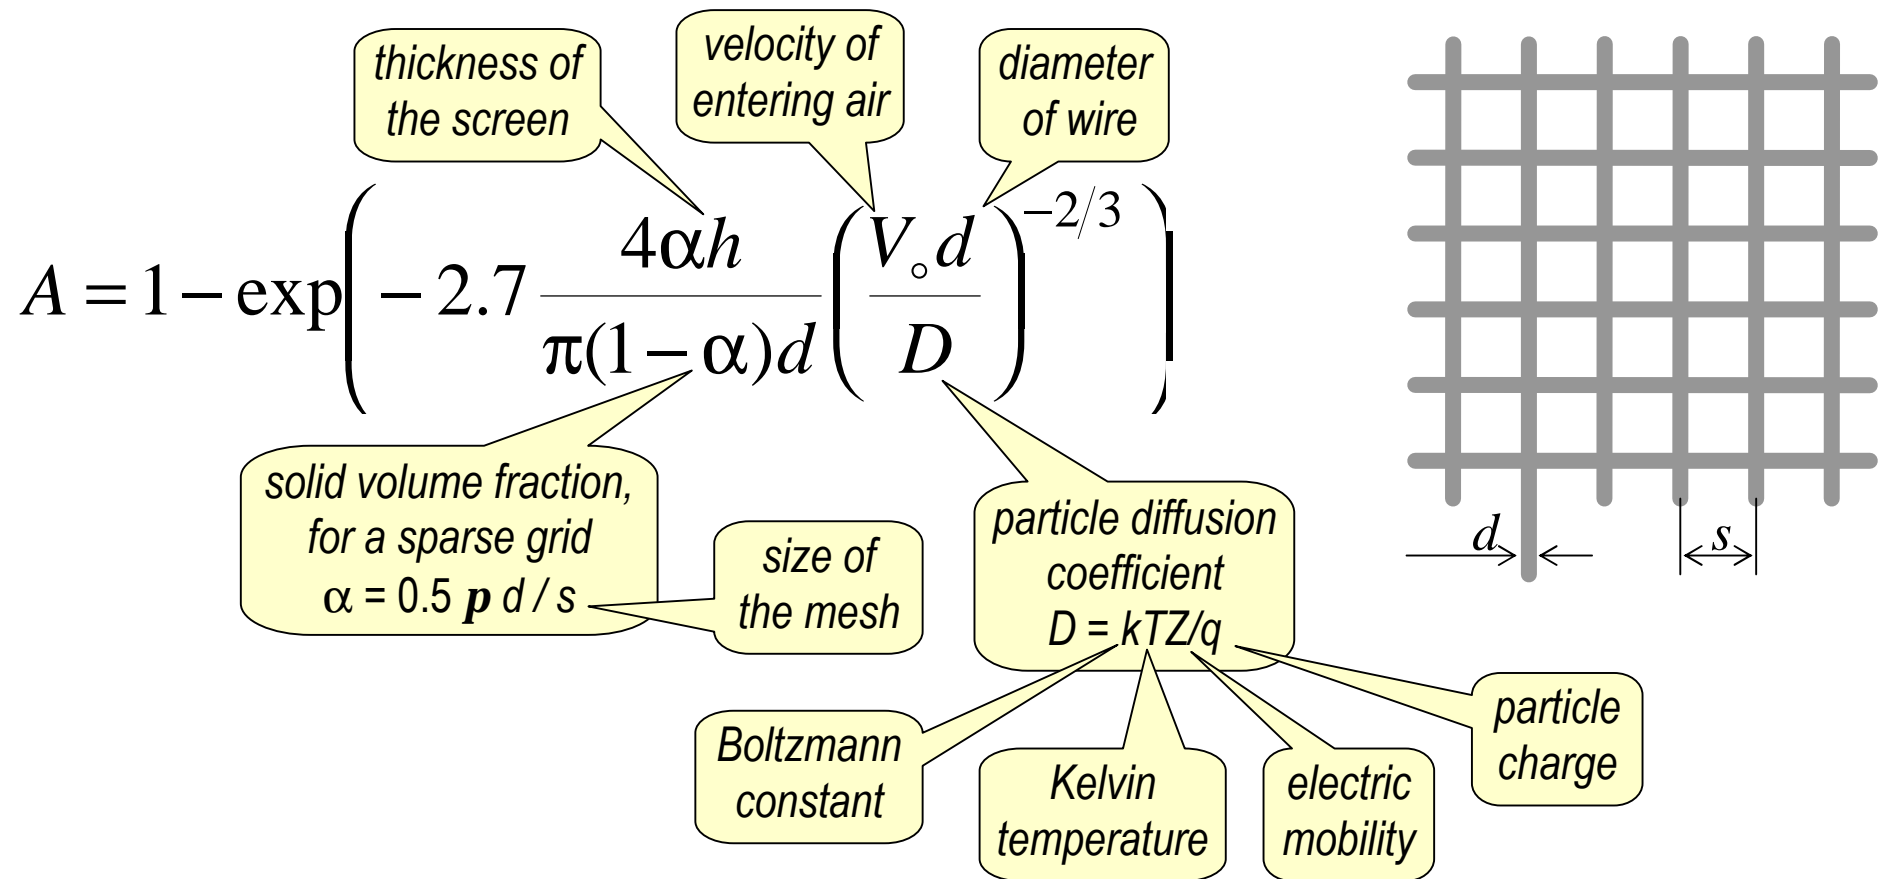 thickness of
the screen
velocity of
entering air
diameter
of wire
A = 1 − exp( − 2.7 4αh / π(1 − α)d (V∘d / D)^−2/3 )
solid volume fraction,
for a sparse grid
α = 0.5 p d / s
size of
the mesh
particle diffusion
coefficient
D = kTZ/q
Boltzmann
constant
Kelvin
temperature
electric
mobility
particle
charge
d
s